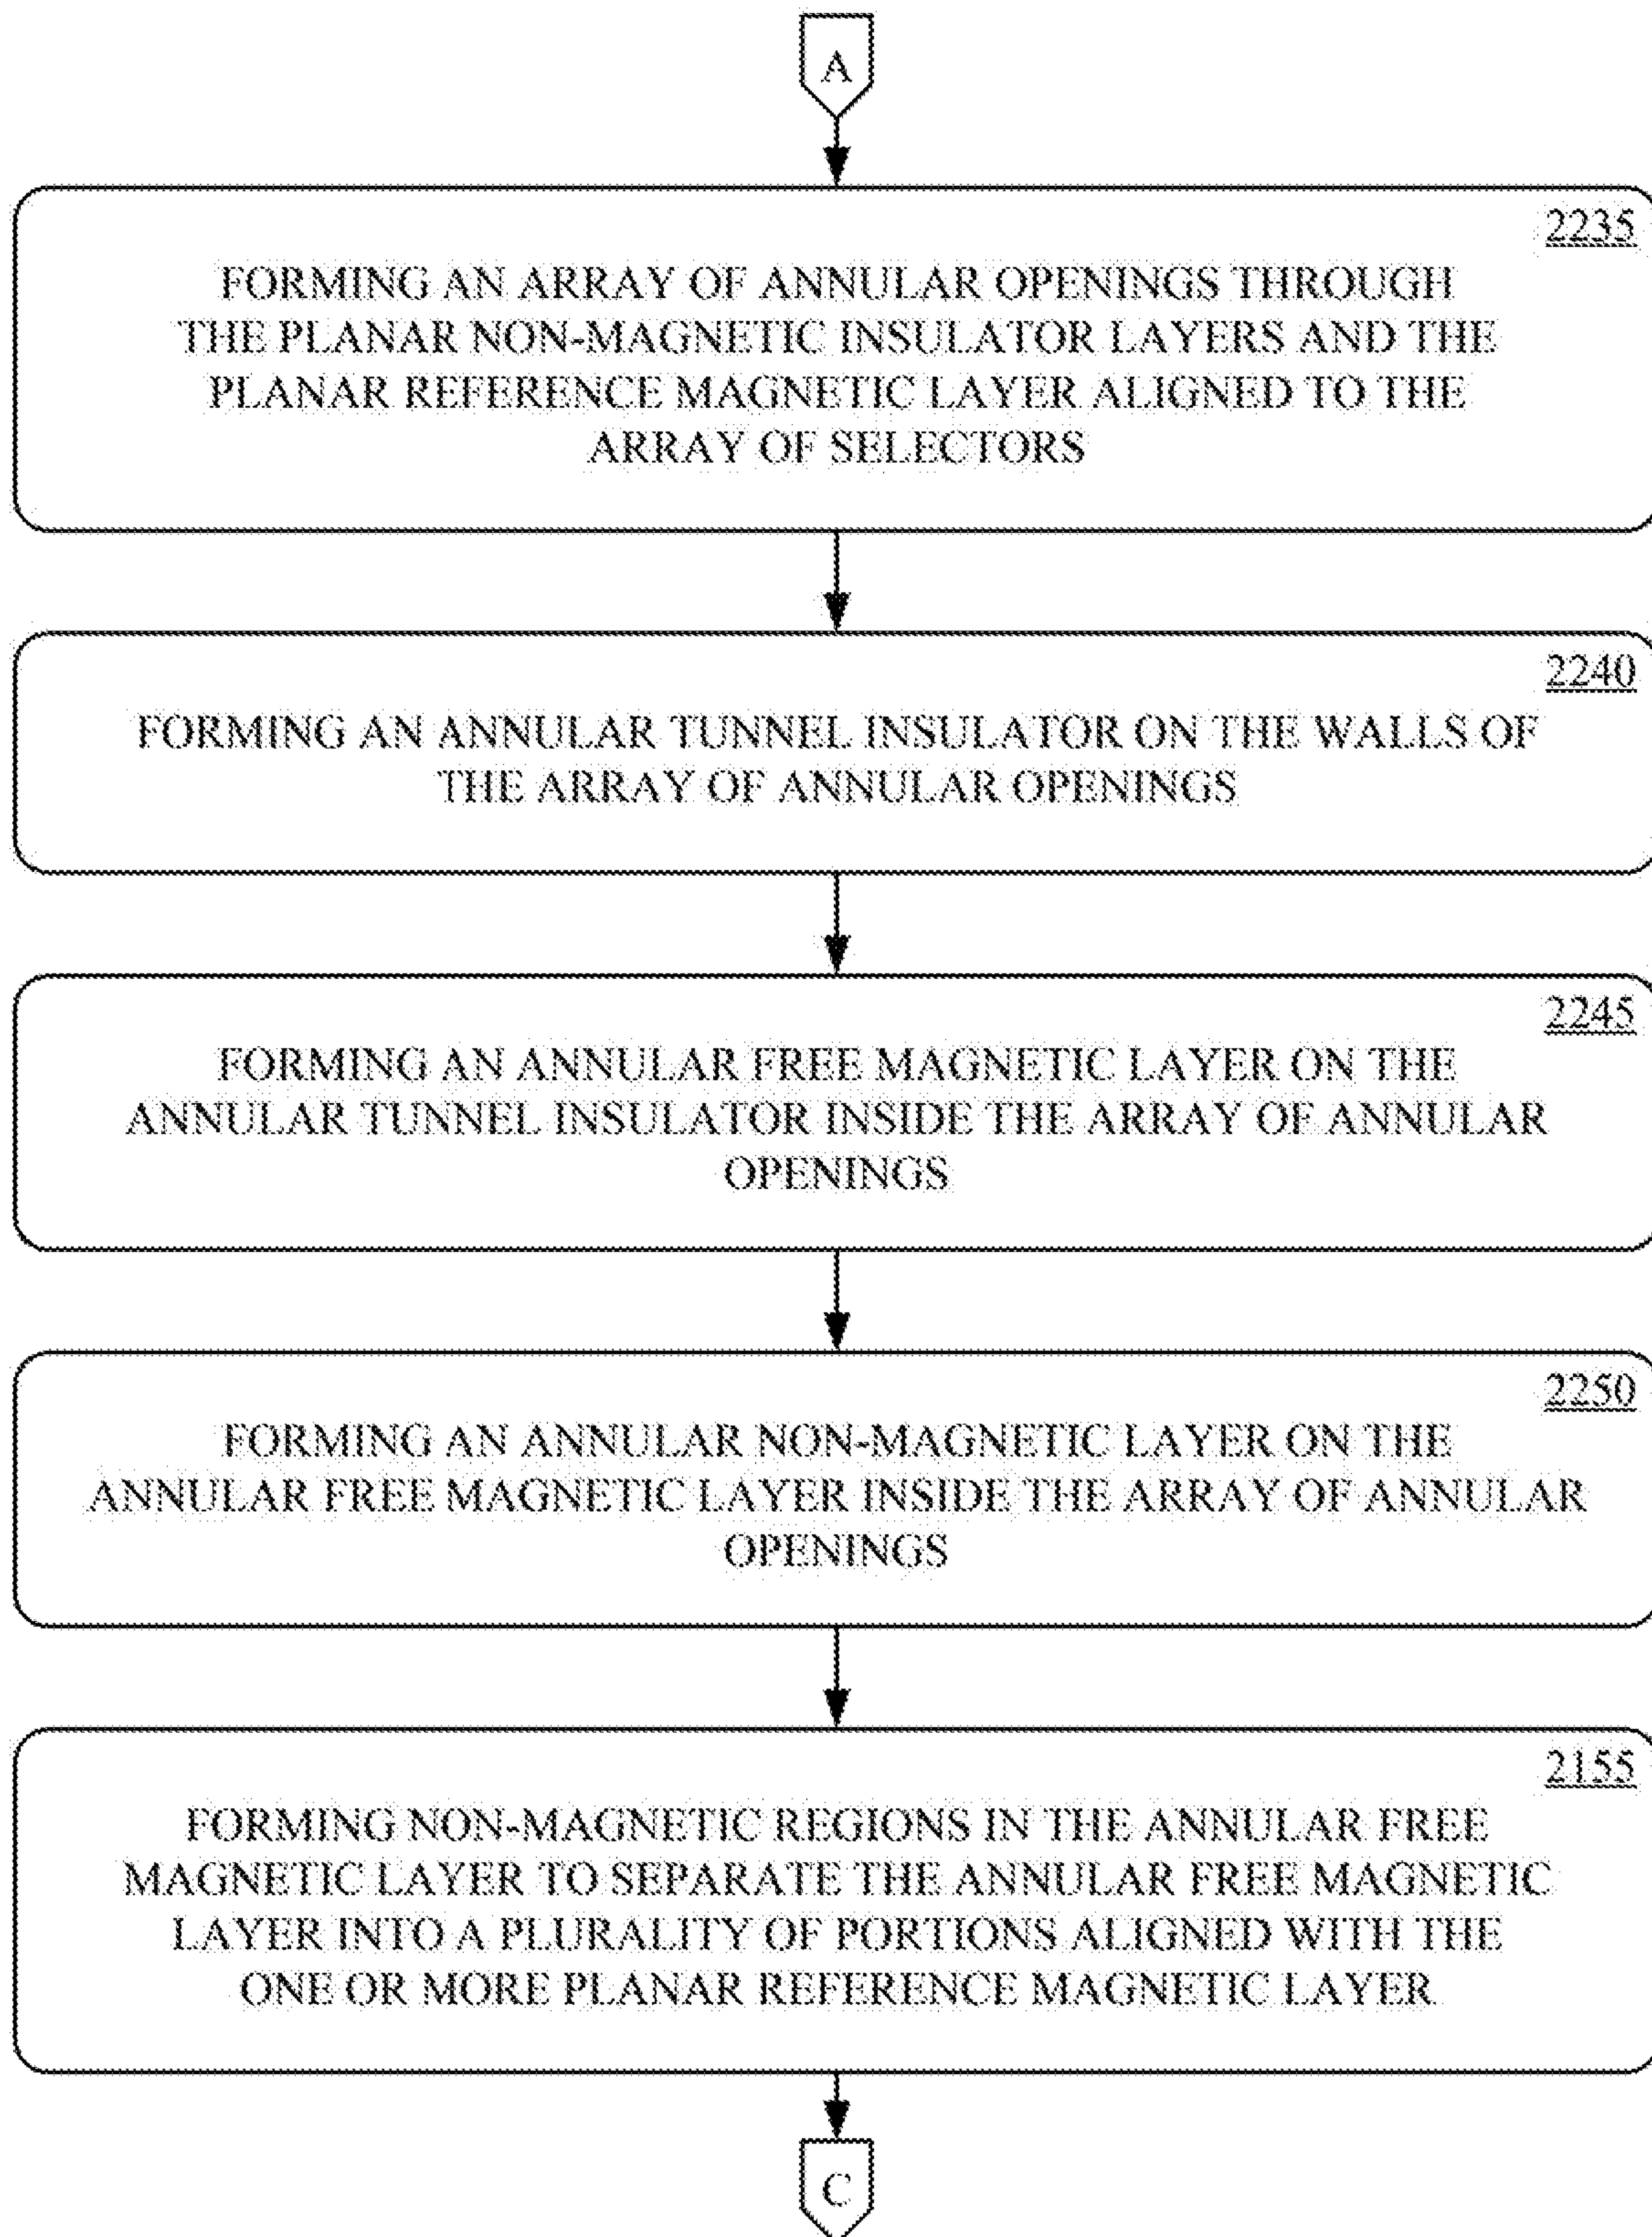 A
2235
FORMING AN ARRAY OF ANNULAR OPENINGS THROUGH
THE PLANAR NON-MAGNETIC INSULATOR LAYERS AND THE
PLANAR REFERENCE MAGNETIC LAYER ALIGNED TO THE
ARRAY OF SELECTORS
2240
FORMING AN ANNULAR TUNNEL INSULATOR ON THE WALLS OF
THE ARRAY OF ANNULAR OPENINGS
2245
FORMING AN ANNULAR FREE MAGNETIC LAYER ON THE
ANNULAR TUNNEL INSULATOR INSIDE THE ARRAY OF ANNULAR
OPENINGS
2250
FORMING AN ANNULAR NON-MAGNETIC LAYER ON THE
ANNULAR FREE MAGNETIC LAYER INSIDE THE ARRAY OF ANNULAR
OPENINGS
2155
FORMING NON-MAGNETIC REGIONS IN THE ANNULAR FREE
MAGNETIC LAYER TO SEPARATE THE ANNULAR FREE MAGNETIC
LAYER INTO A PLURALITY OF PORTIONS ALIGNED WITH THE
ONE OR MORE PLANAR REFERENCE MAGNETIC LAYER
C